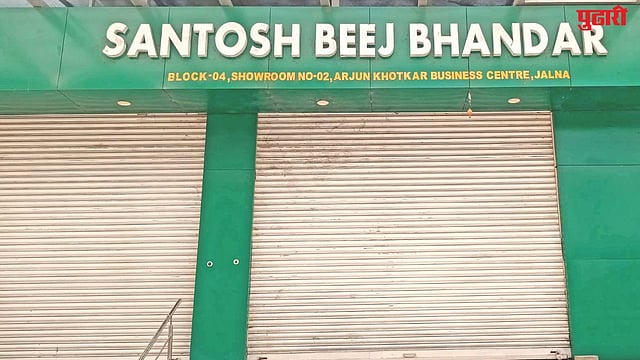 पुढारी
SANTOSH BEEJ BHANDAR
BLOCK-04,SHOWROOM NO-02,ARJUN KHOTKAR BUSINESS CENTRE,JALNA